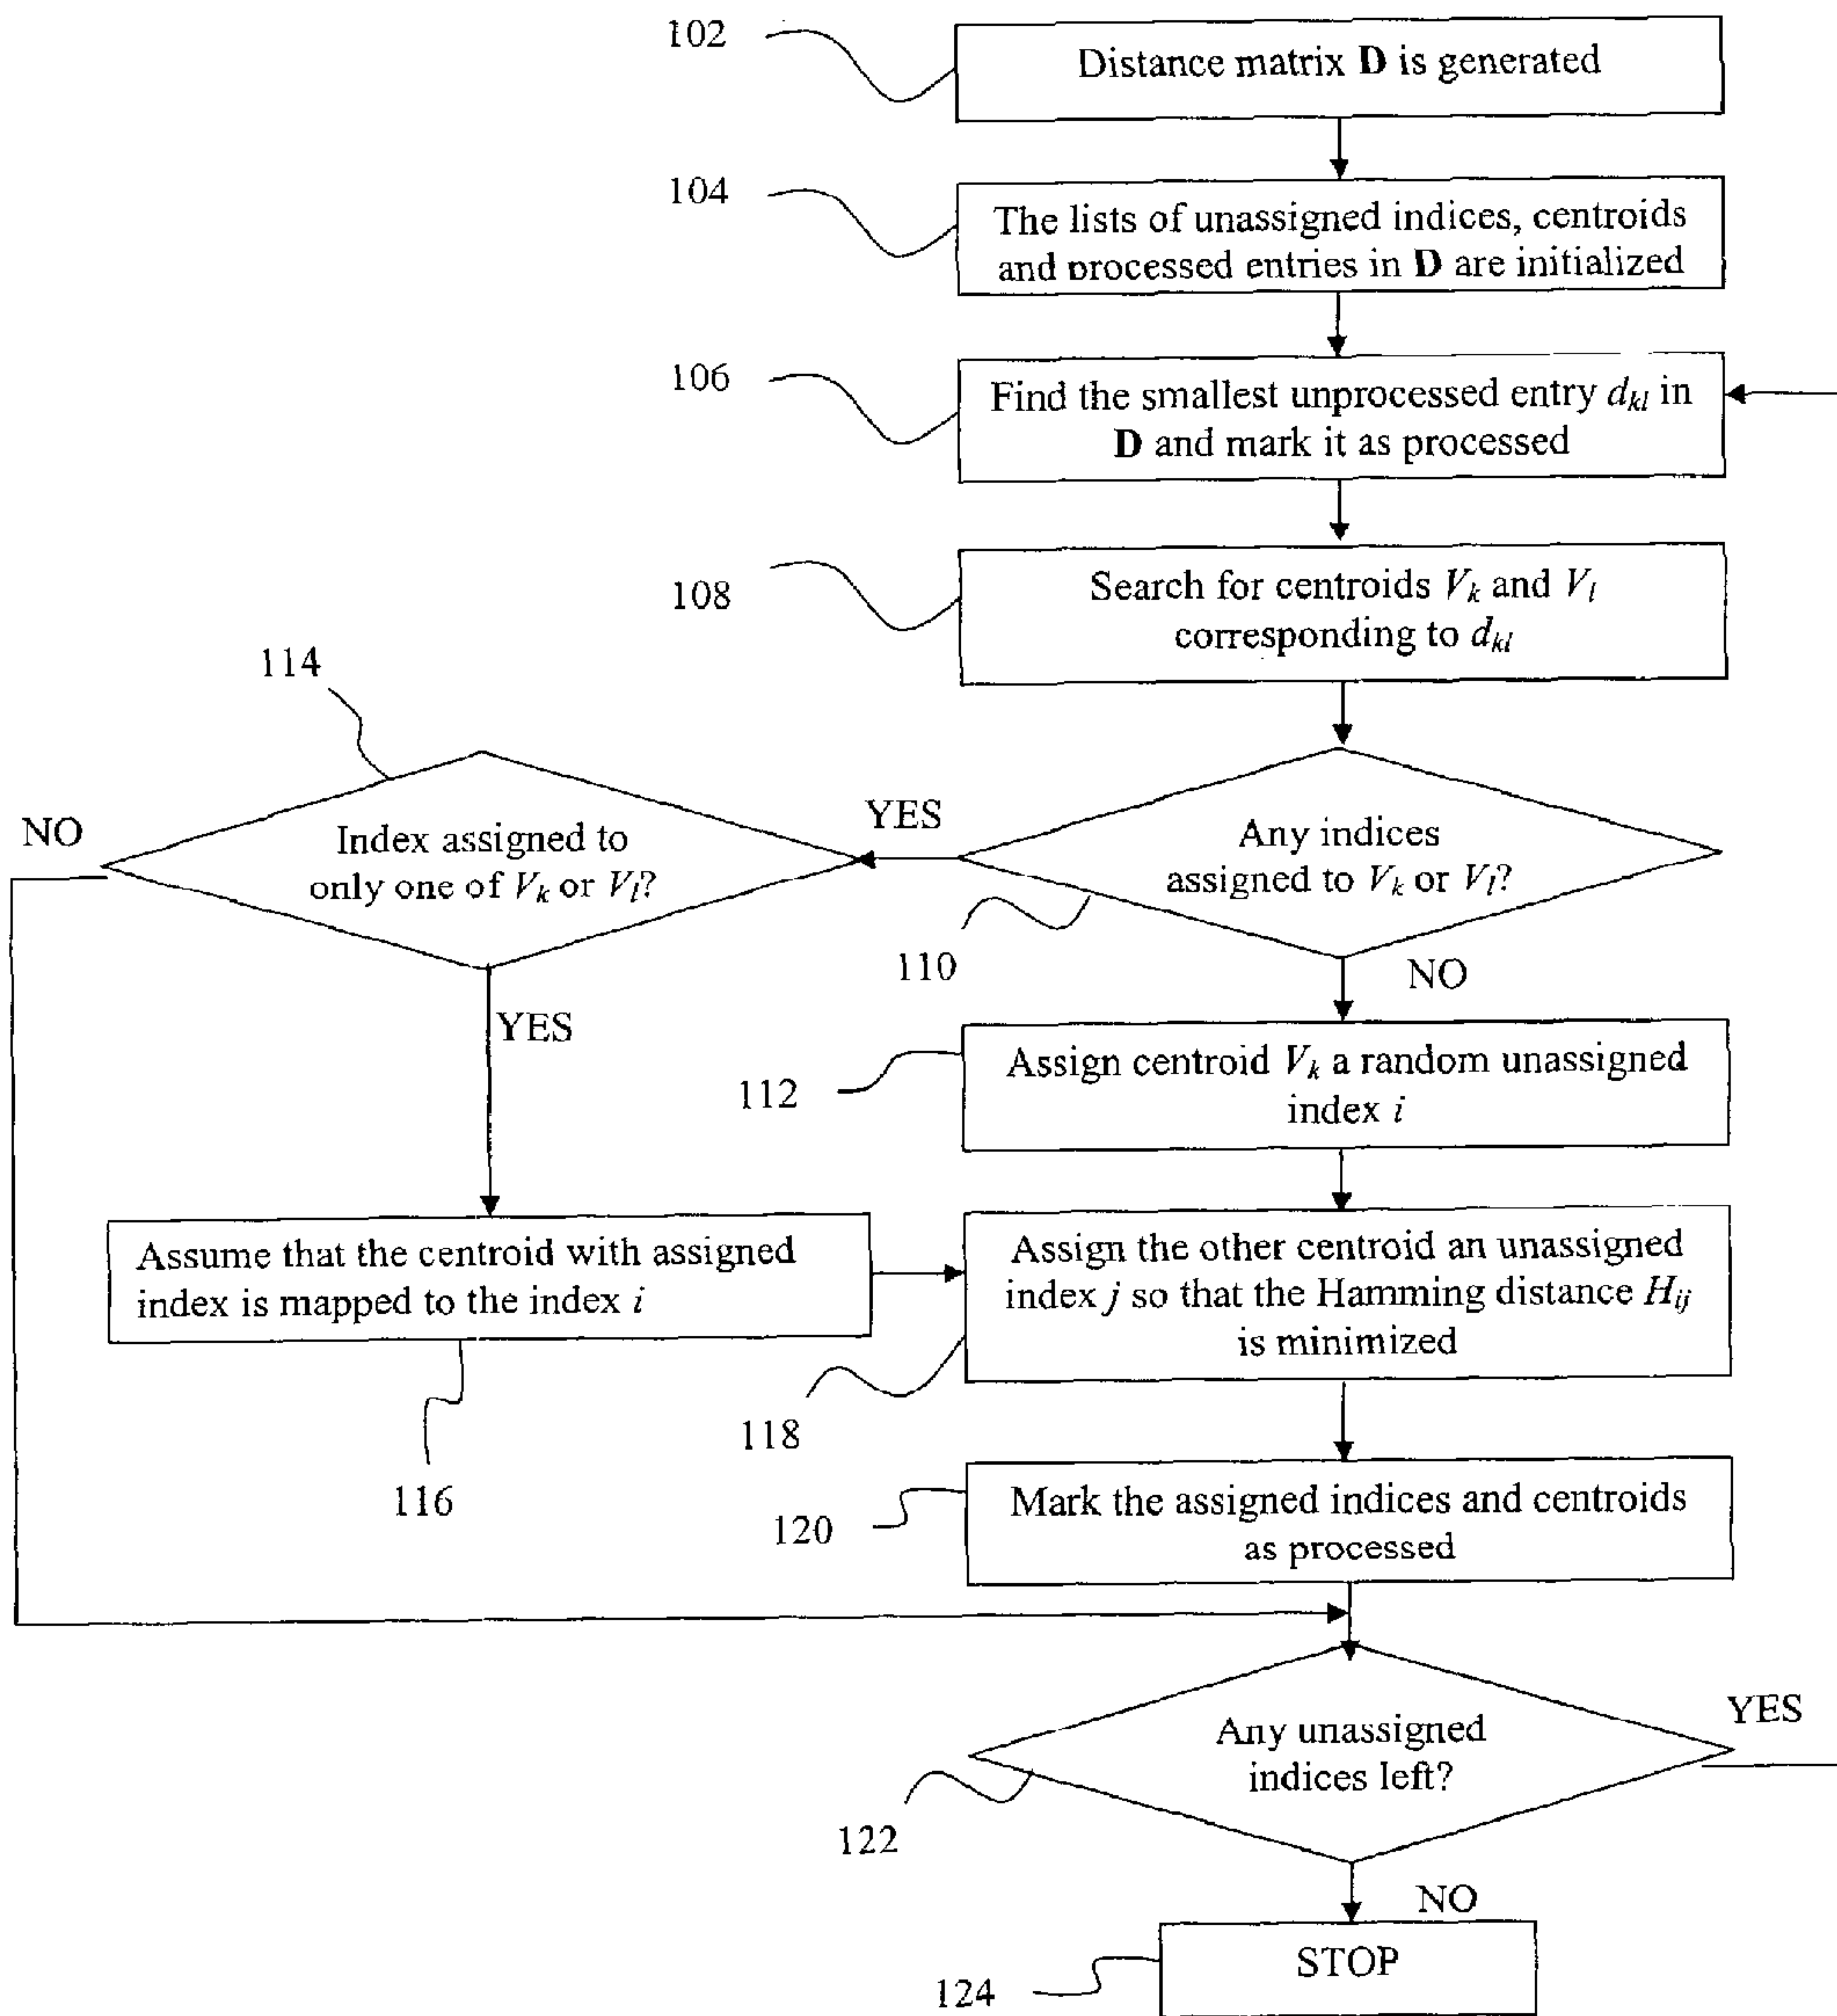 102
Distance matrix D is generated
104
The lists of unassigned indices, centroids
and processed entries in D are initialized
106
Find the smallest unprocessed entry dkl in
D and mark it as processed
108
Search for centroids Vk and Vl
corresponding to dkl
114
NO
Index assigned to
only one of Vk or Vl?
YES
Any indices
assigned to Vk or Vl?
110
NO
YES
112
Assign centroid Vk a random unassigned
index i
Assume that the centroid with assigned
index is mapped to the index i
Assign the other centroid an unassigned
index j so that the Hamming distance Hij
is minimized
118
116
120
Mark the assigned indices and centroids
as processed
Any unassigned
indices left?
YES
122
NO
STOP
124